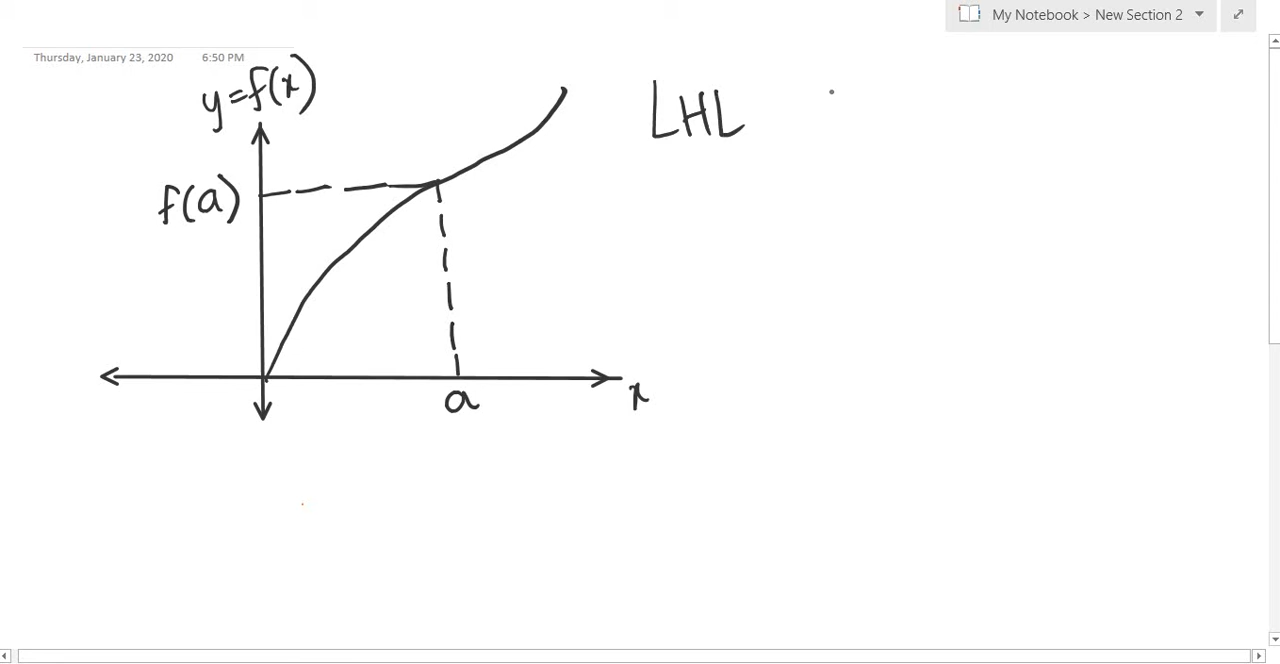 My Notebook > New Section 2
Thursday, January 23, 2020 6:50 PM
y=f(x)
LHL
f(a)
a
x